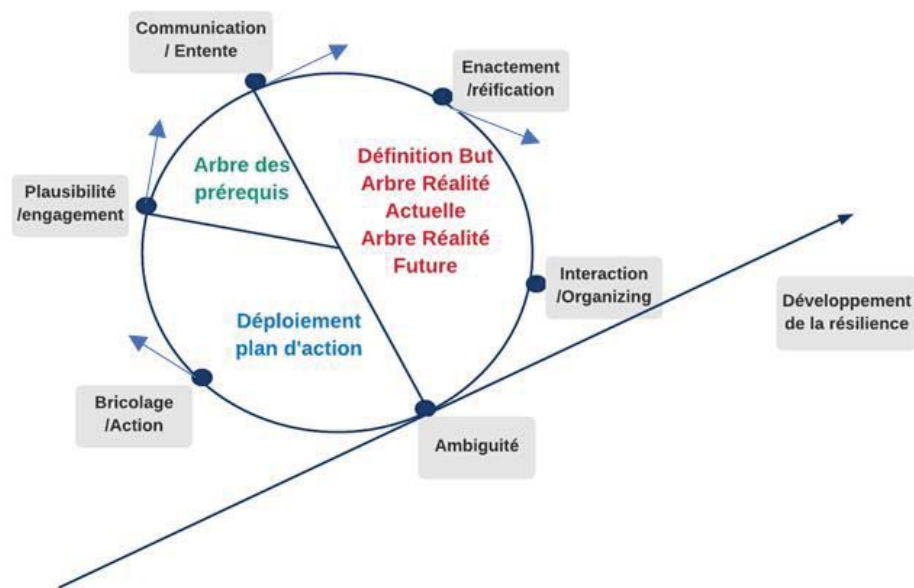 Communication
/ Entente
Enactement
/réification
Arbre des
prérequis
Définition But
Arbre Réalité
Actuelle
Arbre Réalité
Future
Plausibilité
/engagement
Interaction
/Organizing
Développement
de la résilience
Déploiement
plan d'action
Bricolage
/Action
Ambiguité